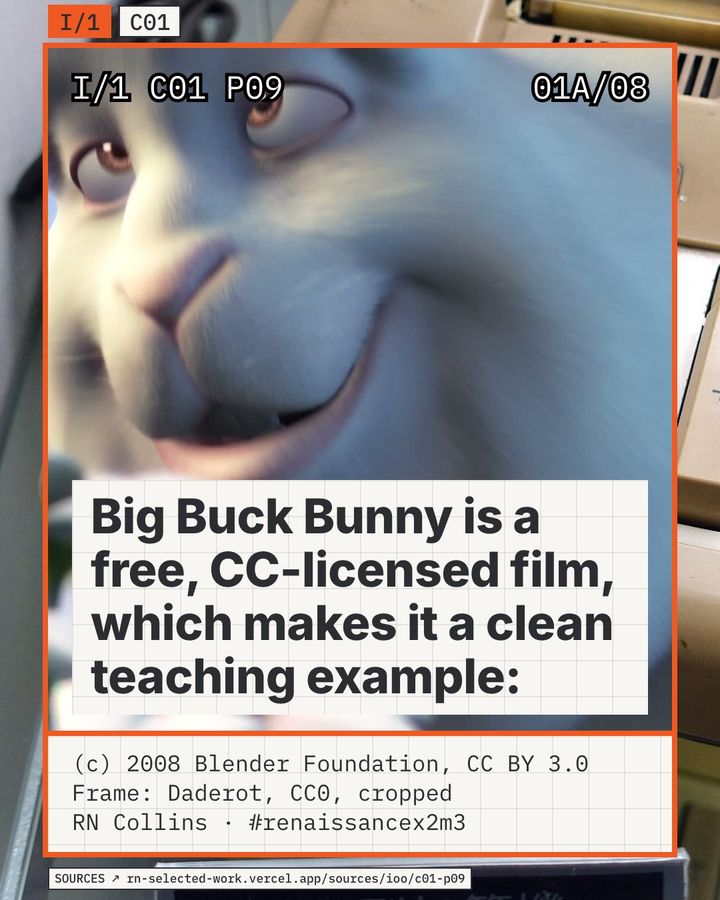 I/1 C01
I/1 C01 P09
01A/08
Big Buck Bunny is a
free, CC-licensed film,
which makes it a clean
teaching example:
(c) 2008 Blender Foundation, CC BY 3.0
Frame: Daderot, CC0, cropped
RN Collins · #renaissancex2m3
SOURCES ↗ rn-selected-work.vercel.app/sources/ioo/c01-p09